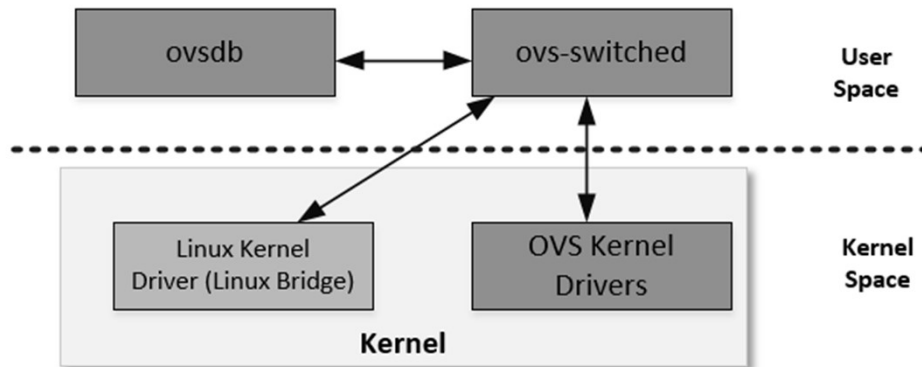 ovsdb
ovs-switched
User
Space
Linux Kernel
Driver (Linux Bridge)
OVS Kernel
Drivers
Kernel
Space
Kernel